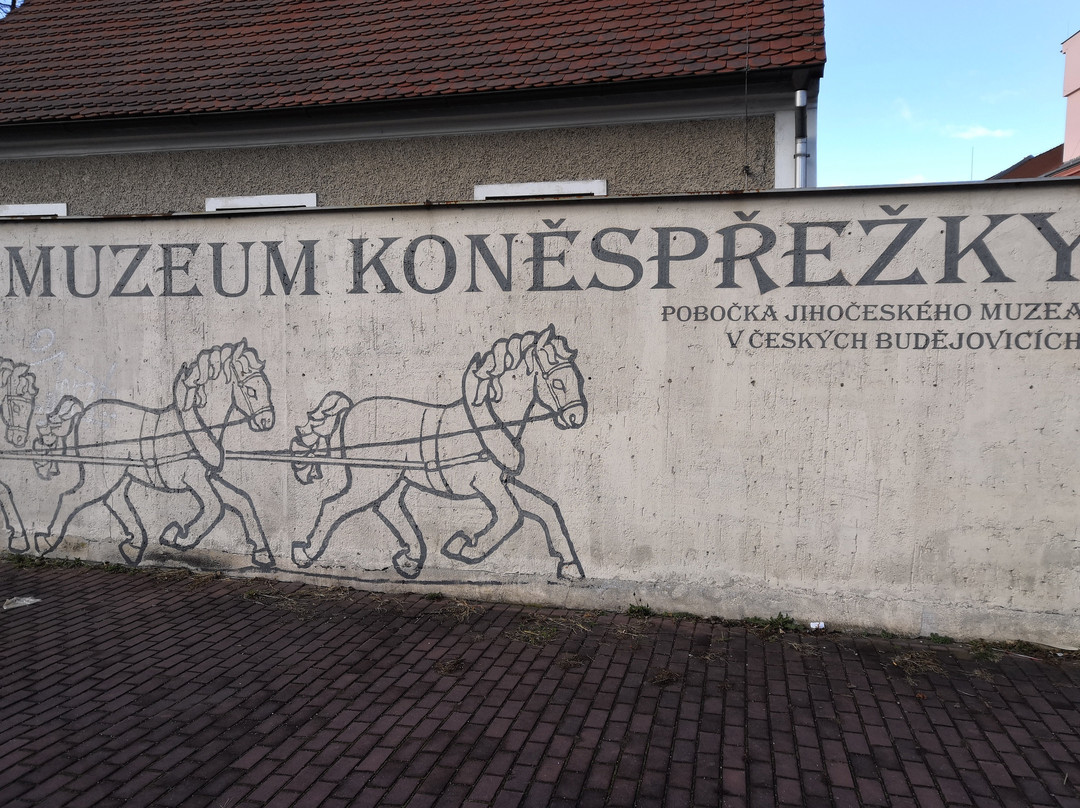 MUZEUM KONĚSPŘEŽKY
POBOČKA JIHOČESKÉHO MUZEA
V ČESKÝCH BUDĚJOVICÍCH